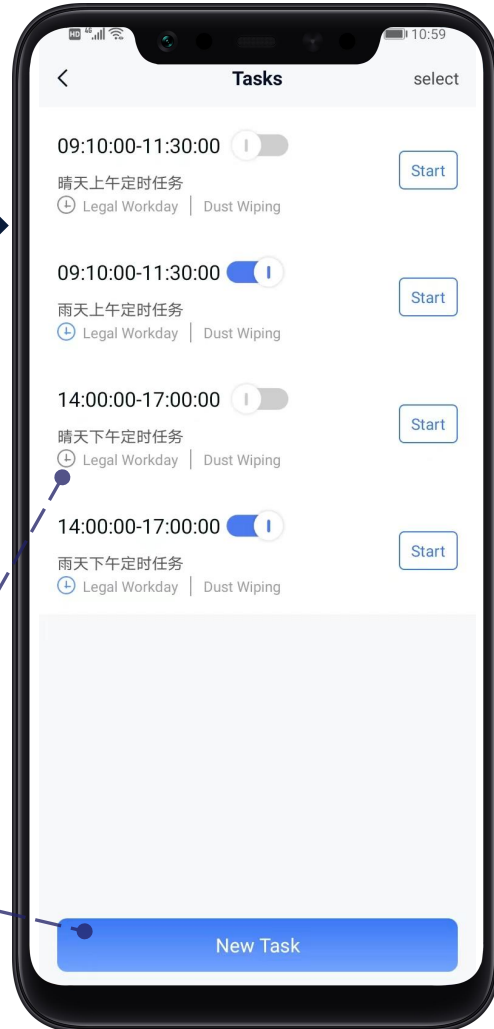 HD 4G 10:59
Tasks select
09:10:00-11:30:00
晴天上午定时任务
Start
Legal Workday | Dust Wiping
09:10:00-11:30:00
雨天上午定时任务
Start
Legal Workday | Dust Wiping
14:00:00-17:00:00
晴天下午定时任务
Start
Legal Workday | Dust Wiping
14:00:00-17:00:00
雨天下午定时任务
Start
Legal Workday | Dust Wiping
New Task